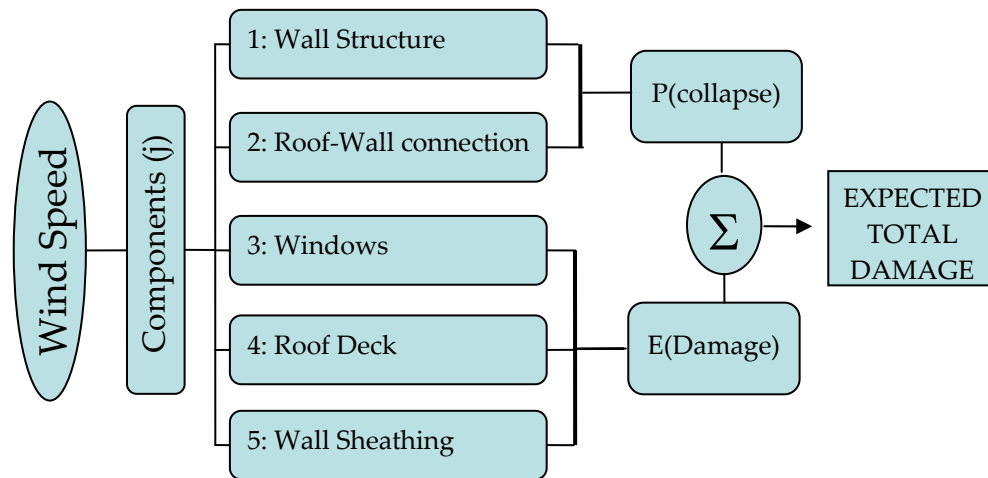 Wind Speed
Components (j)
1: Wall Structure
2: Roof-Wall connection
3: Windows
4: Roof Deck
5: Wall Sheathing
P(collapse)
Σ
E(Damage)
EXPECTED
TOTAL
DAMAGE